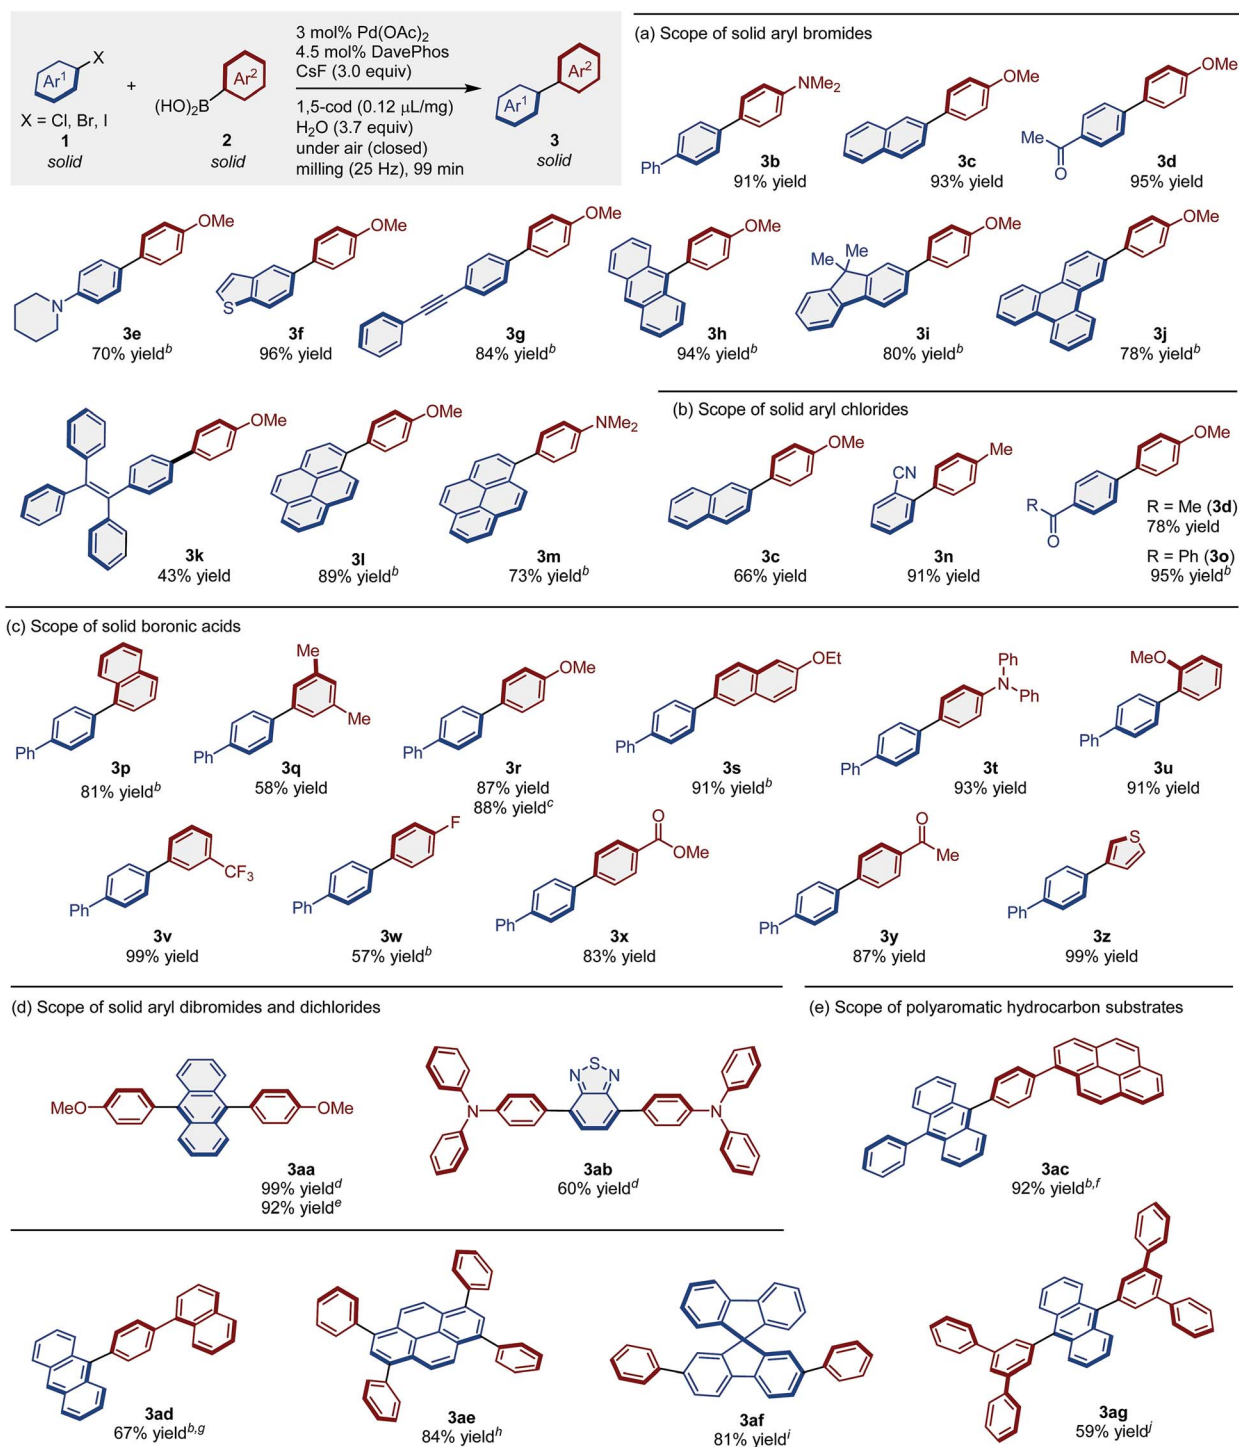 X
Ar1
+
(HO)2B
Ar2
X = Cl, Br, I
1
solid
2
solid
3 mol% Pd(OAc)2
4.5 mol% DavePhos
CsF (3.0 equiv)
1,5-cod (0.12 μL/mg)
H2O (3.7 equiv)
under air (closed)
milling (25 Hz), 99 min
Ar2
Ar1
3
solid
(a) Scope of solid aryl bromides
NMe2
Ph
3b
91% yield
OMe
3c
93% yield
OMe
Me
O
3d
95% yield
OMe
N
3e
70% yieldb
OMe
S
3f
96% yield
OMe
3g
84% yieldb
OMe
3h
94% yieldb
Me
Me
OMe
3i
80% yieldb
OMe
3j
78% yieldb
OMe
3k
43% yield
OMe
3l
89% yieldb
NMe2
3m
73% yieldb
(b) Scope of solid aryl chlorides
OMe
3c
66% yield
Me
CN
3n
91% yield
OMe
R
O
R = Me (3d)
78% yield
R = Ph (3o)
95% yieldb
(c) Scope of solid boronic acids
Ph
3p
81% yieldb
Me
Me
Ph
3q
58% yield
OMe
Ph
3r
87% yield
88% yieldc
OEt
Ph
3s
91% yieldb
Ph
N
Ph
Ph
3t
93% yield
MeO
Ph
3u
91% yield
CF3
Ph
3v
99% yield
F
Ph
3w
57% yieldb
O
OMe
Ph
3x
83% yield
O
Me
Ph
3y
87% yield
S
Ph
3z
99% yield
(d) Scope of solid aryl dibromides and dichlorides
MeO
OMe
3aa
99% yieldd
92% yielde
S
N
N
N
N
3ab
60% yieldd
(e) Scope of polyaromatic hydrocarbon substrates
3ac
92% yieldb,f
3ad
67% yieldb,g
3ae
84% yieldh
3af
81% yieldi
3ag
59% yieldj